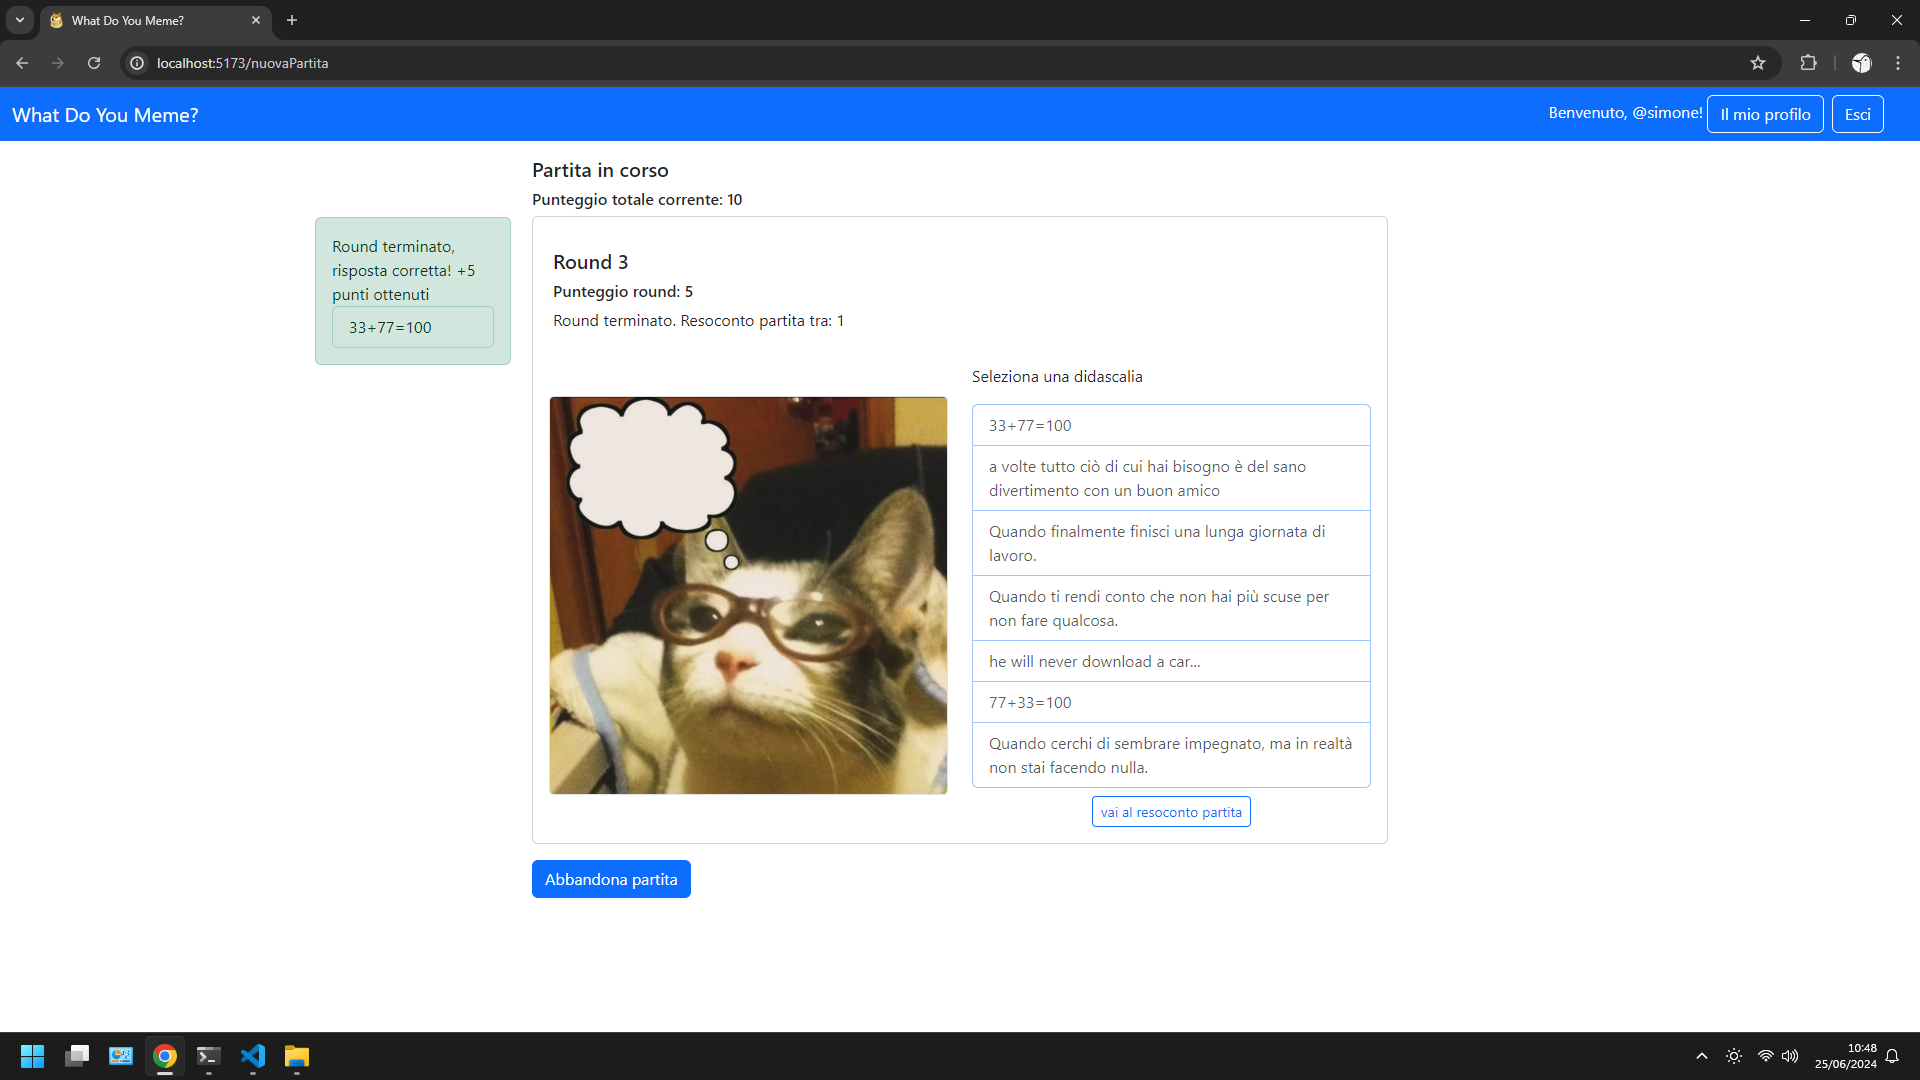 What Do You Meme?
localhost:5173/nuovaPartita
What Do You Meme?
Benvenuto, @simone!
Il mio profilo
Esci
Partita in corso
Punteggio totale corrente: 10
Round terminato,
risposta corretta! +5
punti ottenuti
33+77=100
Round 3
Punteggio round: 5
Round terminato. Resoconto partita tra: 1
Seleziona una didascalia
33+77=100
a volte tutto ciò di cui hai bisogno è del sano
divertimento con un buon amico
Quando finalmente finisci una lunga giornata di
lavoro.
Quando ti rendi conto che non hai più scuse per
non fare qualcosa.
he will never download a car...
77+33=100
Quando cerchi di sembrare impegnato, ma in realtà
non stai facendo nulla.
vai al resoconto partita
Abbandona partita
10:48
25/06/2024